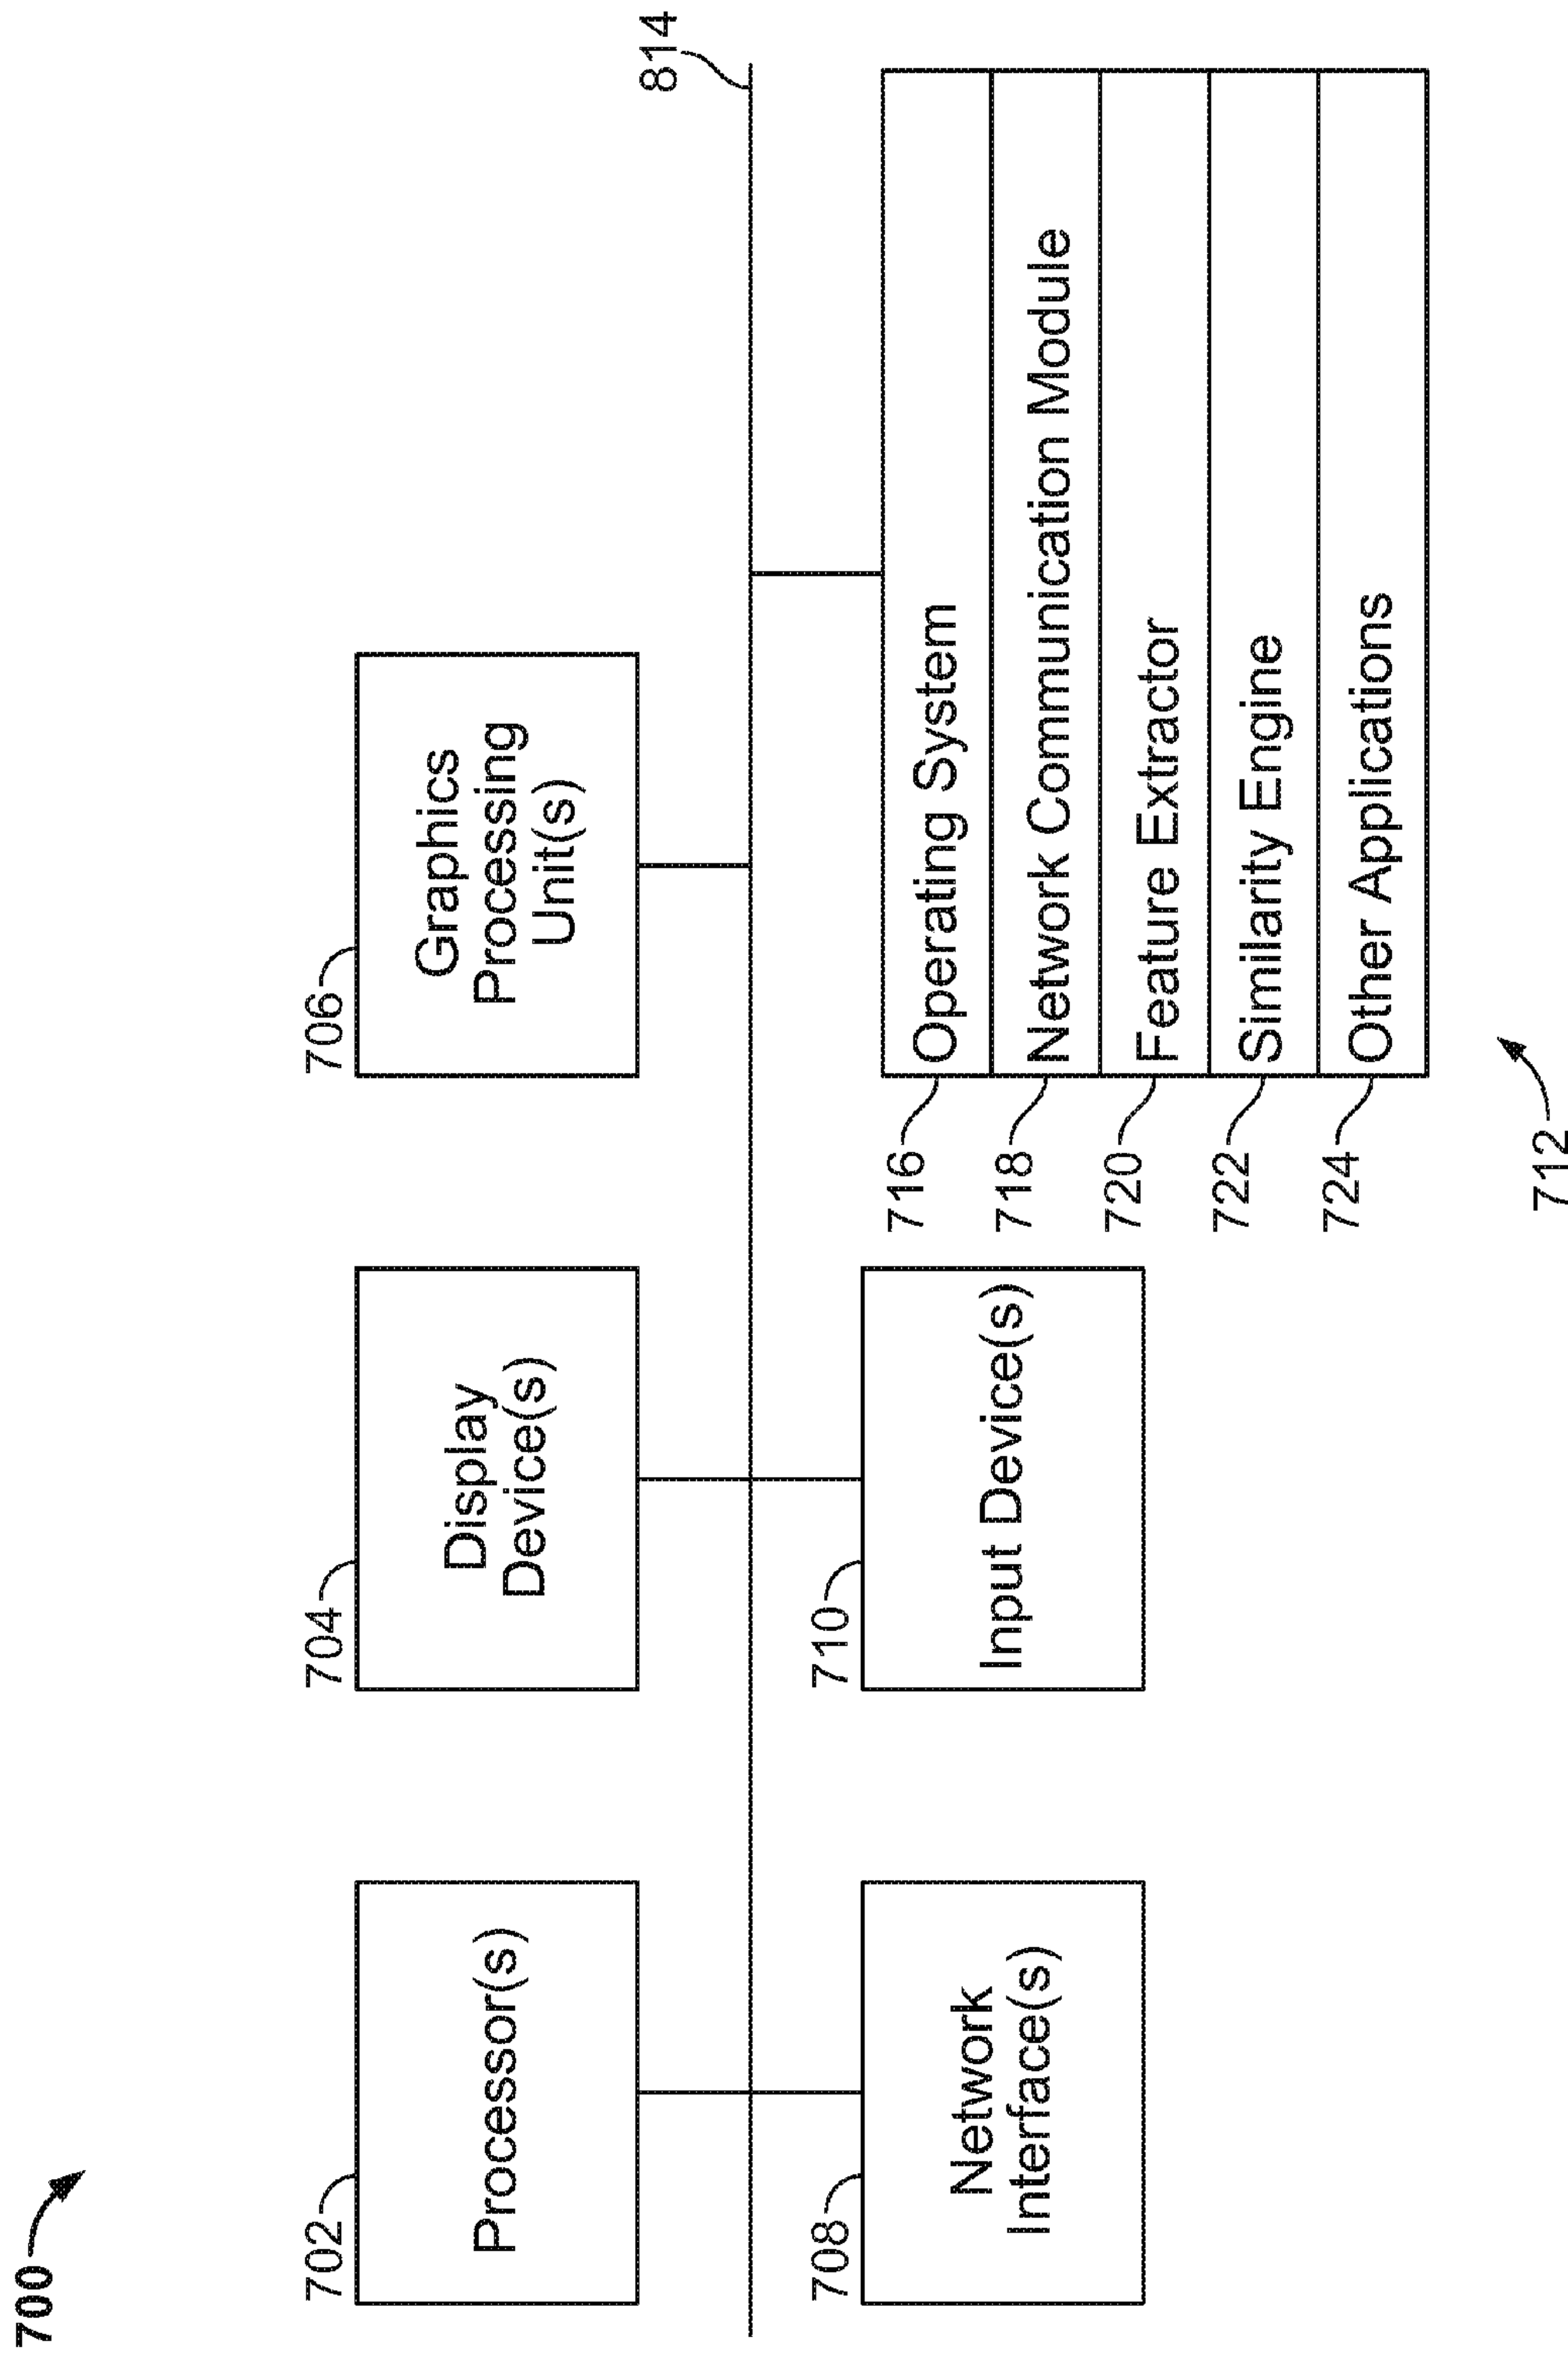 700
702
Processor(s)
704
Display
Device(s)
706
Graphics
Processing
Unit(s)
814
708
Network
Interface(s)
710
Input Device(s)
716
Operating System
718
Network Communication Module
720
Feature Extractor
722
Similarity Engine
724
Other Applications
712